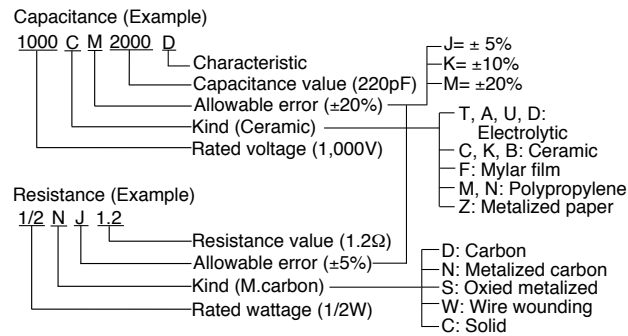 Capacitance (Example)
1000 C M 2000 D
Characteristic
Capacitance value (220pF)
Allowable error (±20%)
Kind (Ceramic)
Rated voltage (1,000V)
J= ± 5%
K= ±10%
M= ±20%
T, A, U, D:
Electrolytic
C, K, B: Ceramic
F: Mylar film
M, N: Polypropylene
Z: Metalized paper
Resistance (Example)
1/2 N J 1.2
Resistance value (1.2Ω)
Allowable error (±5%)
Kind (M.carbon)
Rated wattage (1/2W)
D: Carbon
N: Metalized carbon
S: Oxied metalized
W: Wire wounding
C: Solid